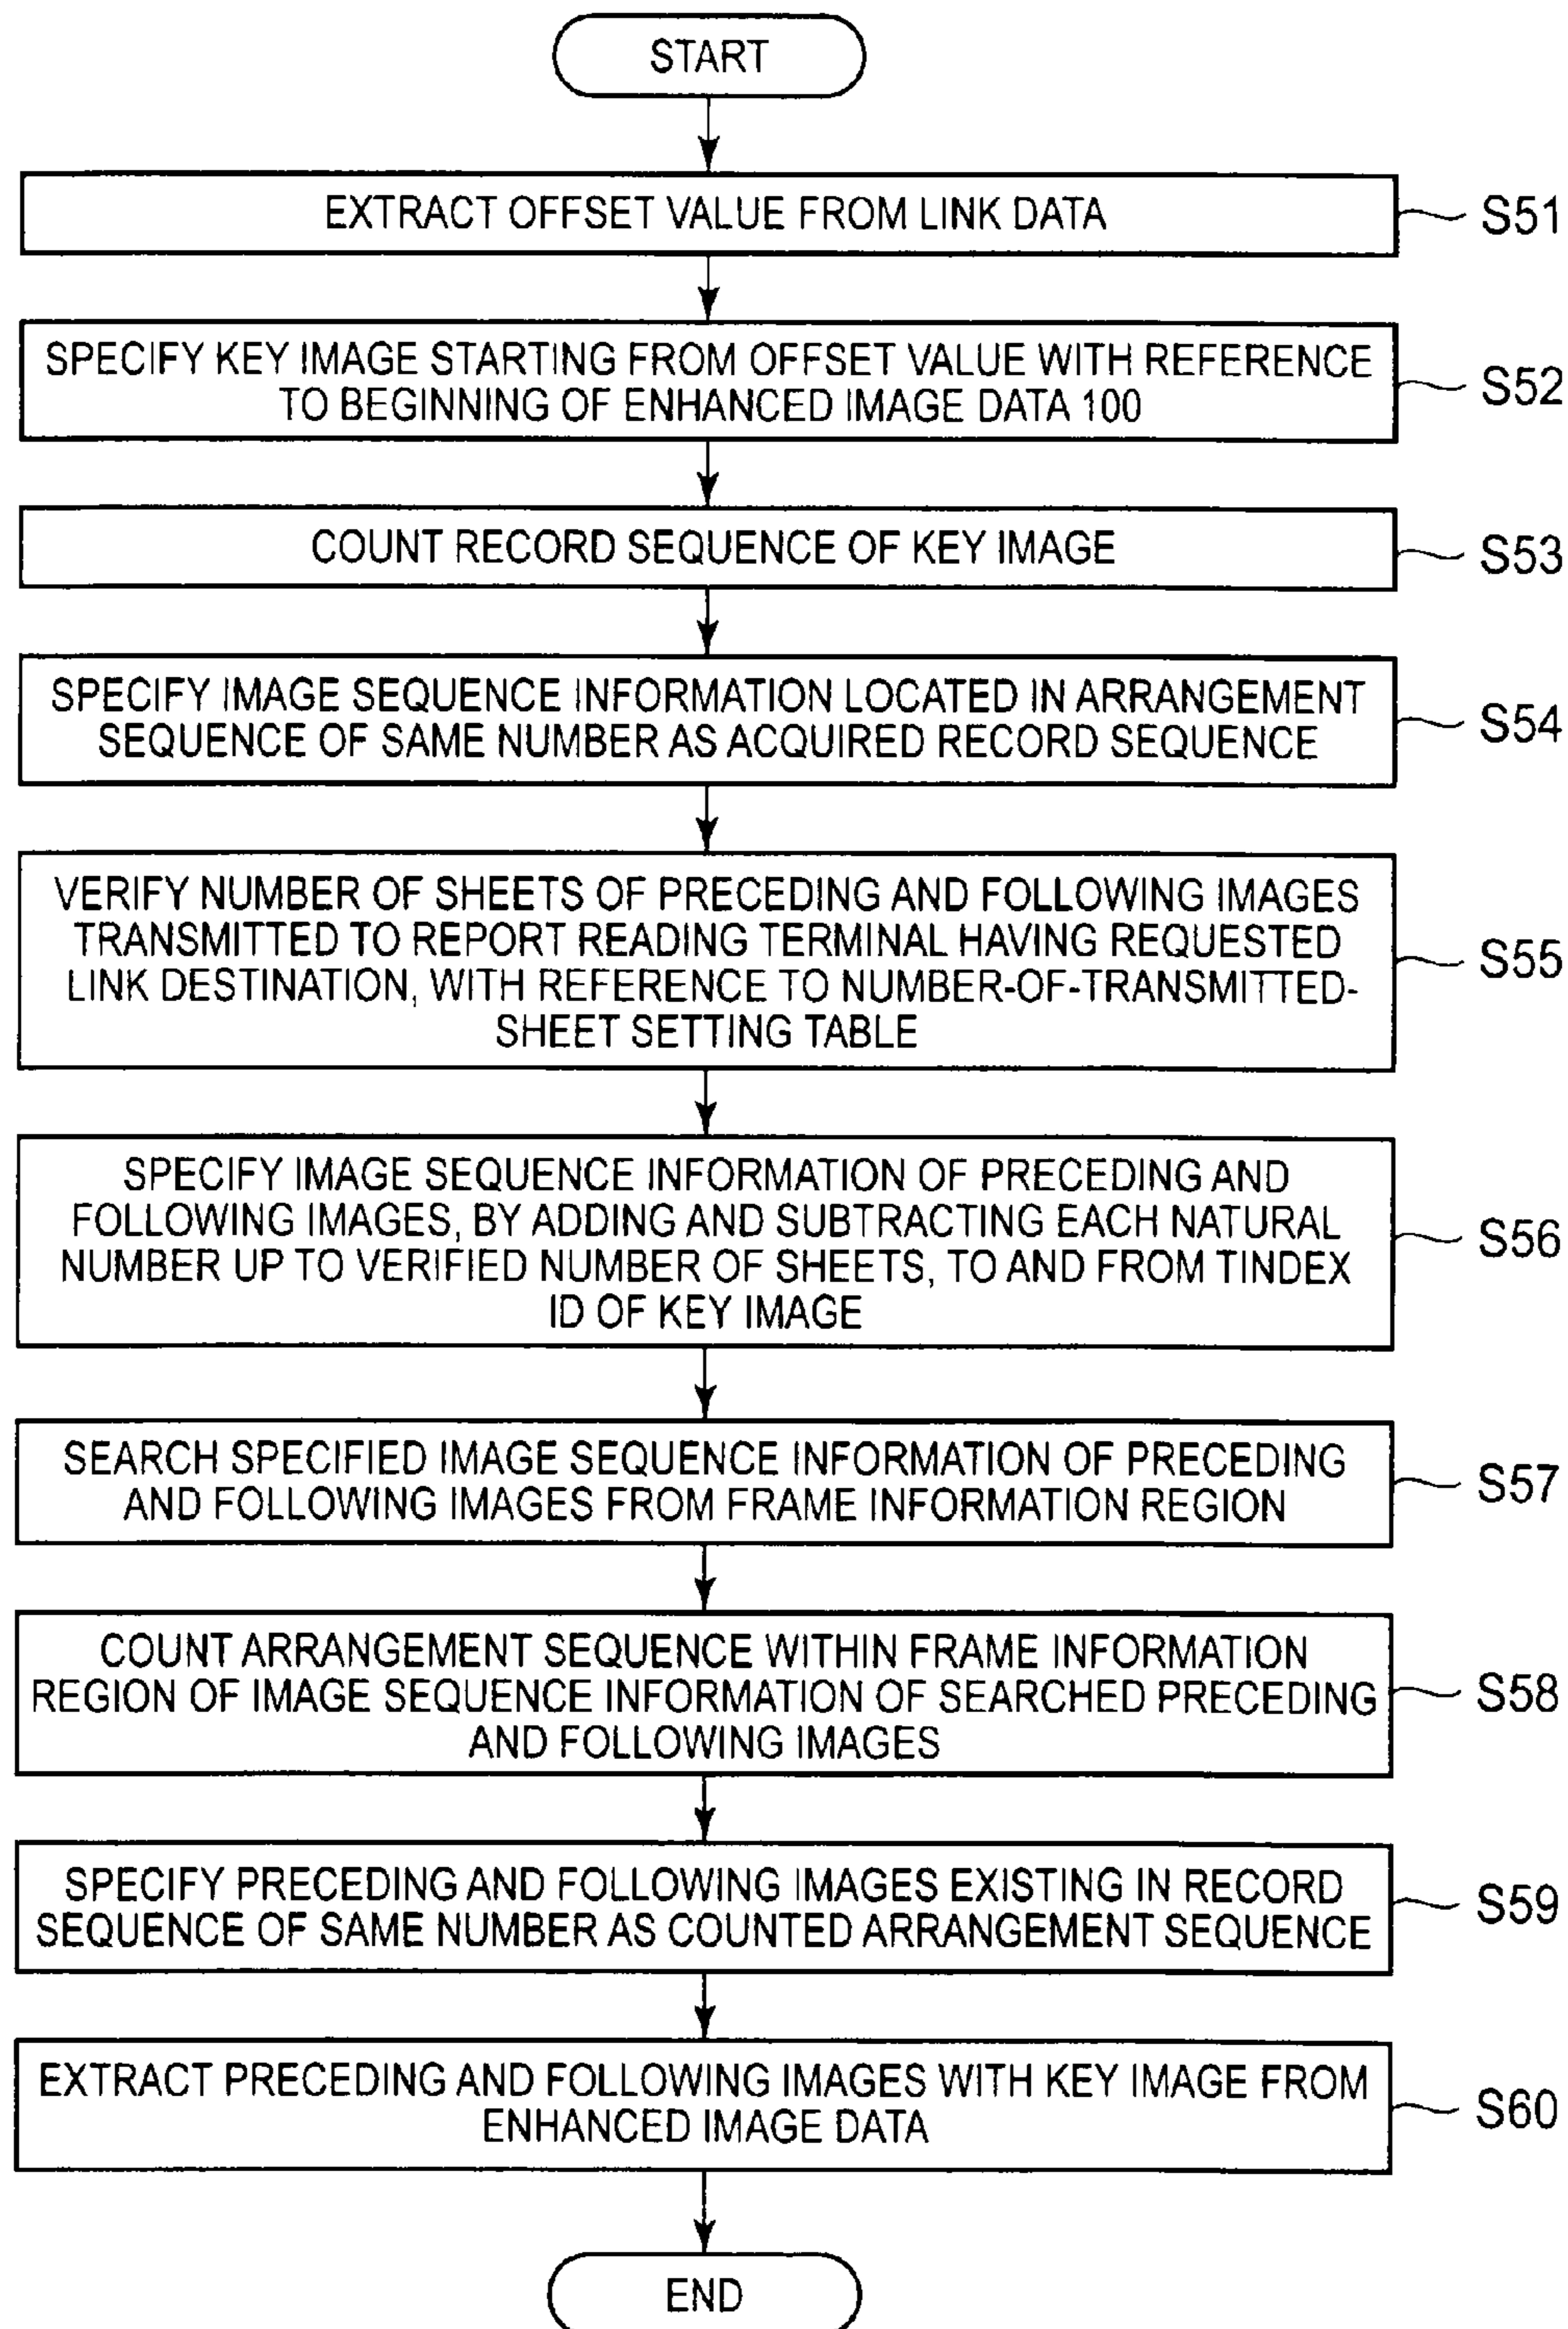 START
EXTRACT OFFSET VALUE FROM LINK DATA
S51
SPECIFY KEY IMAGE STARTING FROM OFFSET VALUE WITH REFERENCE
TO BEGINNING OF ENHANCED IMAGE DATA 100
S52
COUNT RECORD SEQUENCE OF KEY IMAGE
S53
SPECIFY IMAGE SEQUENCE INFORMATION LOCATED IN ARRANGEMENT
SEQUENCE OF SAME NUMBER AS ACQUIRED RECORD SEQUENCE
S54
VERIFY NUMBER OF SHEETS OF PRECEDING AND FOLLOWING IMAGES
TRANSMITTED TO REPORT READING TERMINAL HAVING REQUESTED
LINK DESTINATION, WITH REFERENCE TO NUMBER-OF-TRANSMITTED-
SHEET SETTING TABLE
S55
SPECIFY IMAGE SEQUENCE INFORMATION OF PRECEDING AND
FOLLOWING IMAGES, BY ADDING AND SUBTRACTING EACH NATURAL
NUMBER UP TO VERIFIED NUMBER OF SHEETS, TO AND FROM TINDEX
ID OF KEY IMAGE
S56
SEARCH SPECIFIED IMAGE SEQUENCE INFORMATION OF PRECEDING
AND FOLLOWING IMAGES FROM FRAME INFORMATION REGION
S57
COUNT ARRANGEMENT SEQUENCE WITHIN FRAME INFORMATION
REGION OF IMAGE SEQUENCE INFORMATION OF SEARCHED PRECEDING
AND FOLLOWING IMAGES
S58
SPECIFY PRECEDING AND FOLLOWING IMAGES EXISTING IN RECORD
SEQUENCE OF SAME NUMBER AS COUNTED ARRANGEMENT SEQUENCE
S59
EXTRACT PRECEDING AND FOLLOWING IMAGES WITH KEY IMAGE FROM
ENHANCED IMAGE DATA
S60
END